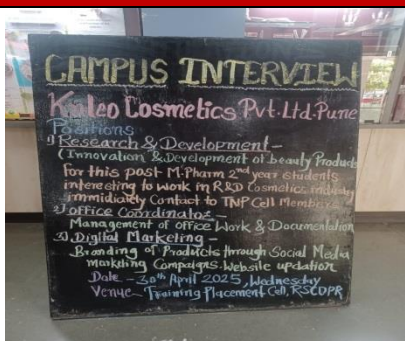 CAMPUS INTERVIEW
Kaleo Cosmetics Pvt. Ltd. Pune
Positions
1) Research & Development -
(Innovation & Development of beauty Products
For this post M.Pharm 2nd year students
interesting to work in R&D Cosmetics industry
immidiately Contact to TNP Cell Members
2) office Coordinator -
Management of office Work & Documentation
3). Digital Marketing -
Branding of Products through Social Media
marketing Campaigns. Website updation
Date - 30th April 2025, Wednesday
Venue - Training Placement Cell, RSCDPR